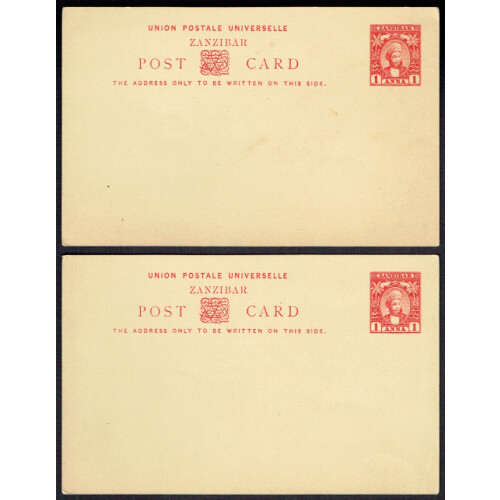 UNION POSTALE UNIVERSELLE
ZANZIBAR
POST CARD
THE ADDRESS ONLY TO BE WRITTEN ON THIS SIDE.
ZANZIBAR
1 1
ANNA
UNION POSTALE UNIVERSELLE
ZANZIBAR
POST CARD
THE ADDRESS ONLY TO BE WRITTEN ON THIS SIDE.
ZANZIBAR
1 1
ANNA